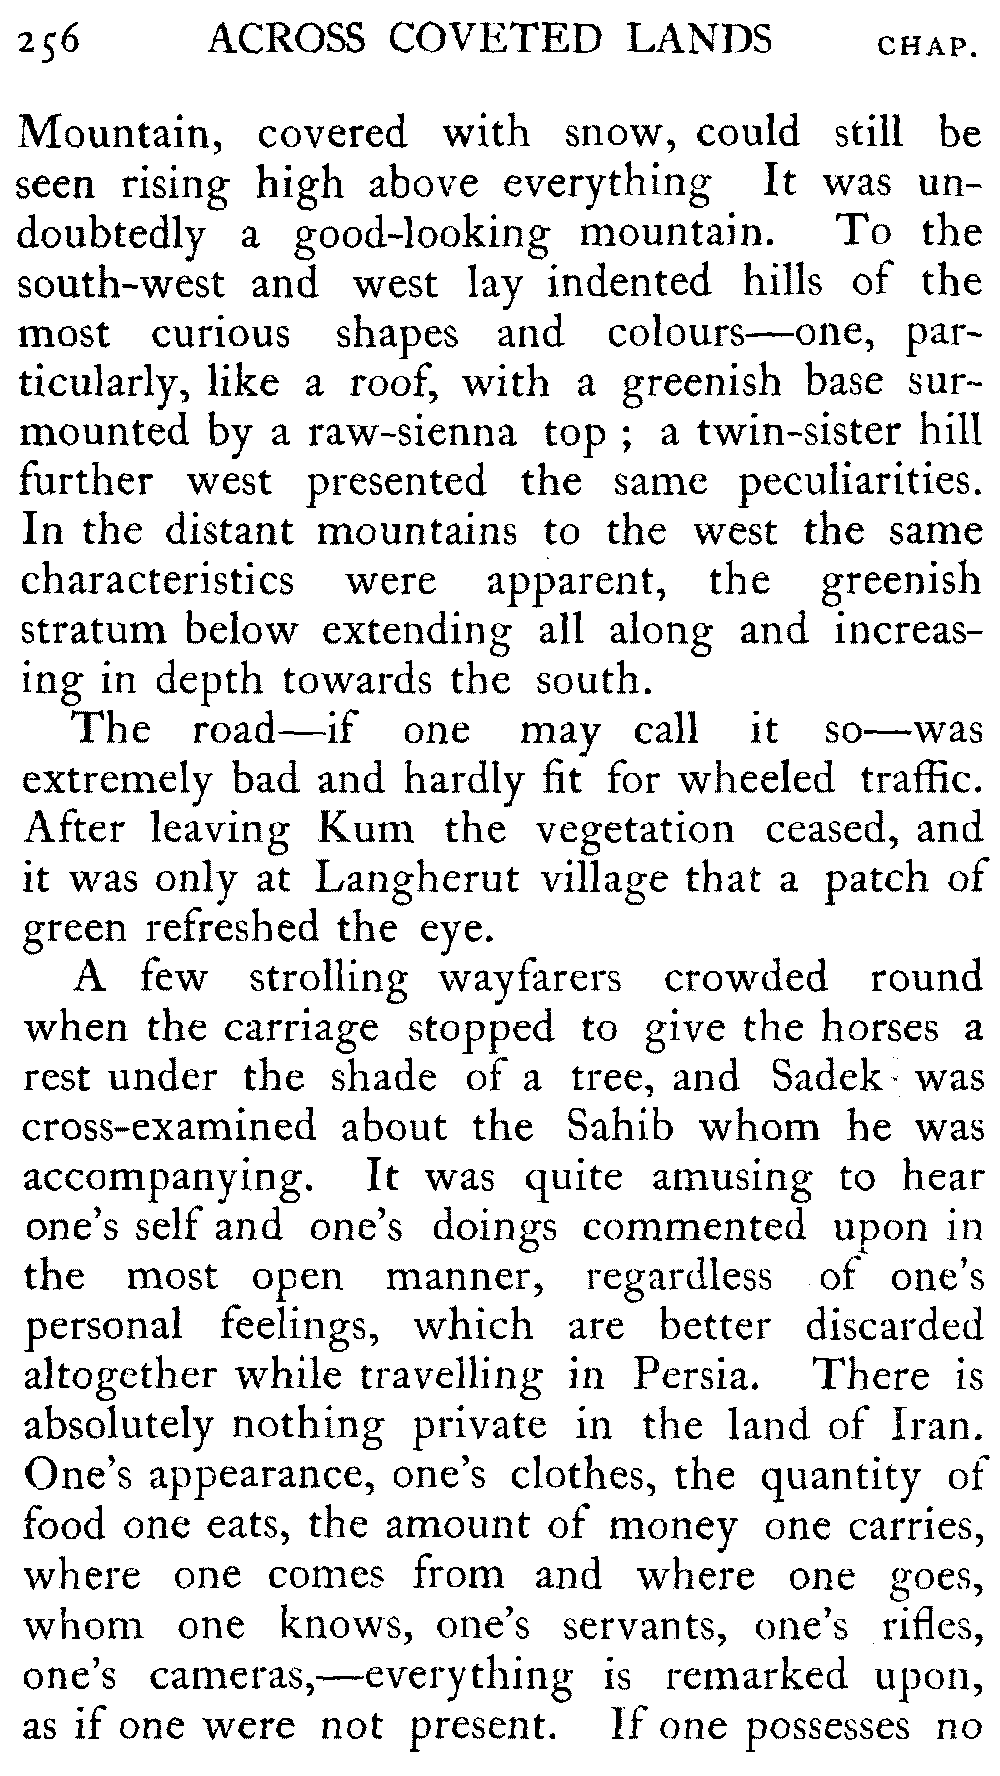 256 ACROSS COVETED LANDS CHAP.
Mountain, covered with snow, could still be
seen rising high above everything It was un-
doubtedly a good-looking mountain. To the
south-west and west lay indented hills of the
most curious shapes and colours—one, par-
ticularly, like a roof, with a greenish base sur-
mounted by a raw-sienna top ; a twin-sister hill
further west presented the same peculiarities.
In the distant mountains to the west the same
characteristics were apparent, the greenish
stratum below extending all along and increas-
ing in depth towards the south.
The road—if one may call it so—was
extremely bad and hardly fit for wheeled traffic.
After leaving Kum the vegetation ceased, and
it was only at Langherut village that a patch of
green refreshed the eye.
A few strolling wayfarers crowded round
when the carriage stopped to give the horses a
rest under the shade of a tree, and Sadek was
cross-examined about the Sahib whom he was
accompanying. It was quite amusing to hear
one's self and one's doings commented upon in
the most open manner, regardless of one's
personal feelings, which are better discarded
altogether while travelling in Persia. There is
absolutely nothing private in the land of Iran.
One's appearance, one's clothes, the quantity of
food one eats, the amount of money one carries,
where one comes from and where one goes,
whom one knows, one's servants, one's rifles,
one's cameras,—everything is remarked upon,
as if one were not present. If one possesses no